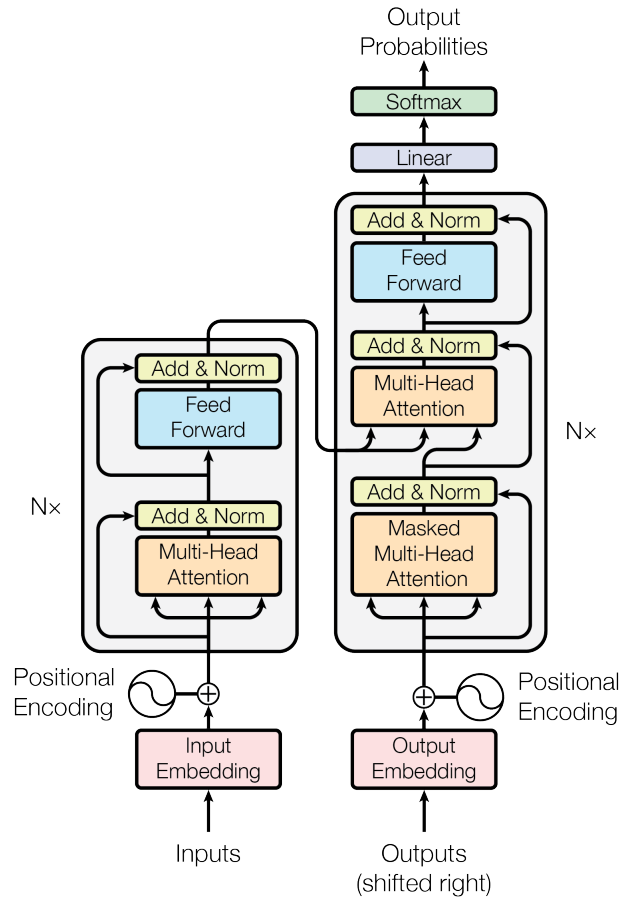 Output
Probabilities
Softmax
Linear
Add & Norm
Feed
Forward
Add & Norm
Multi-Head
Attention
Add & Norm
Masked
Multi-Head
Attention
N×
Add & Norm
Feed
Forward
Add & Norm
Multi-Head
Attention
N×
Positional
Encoding
Positional
Encoding
Input
Embedding
Output
Embedding
Inputs
Outputs
(shifted right)